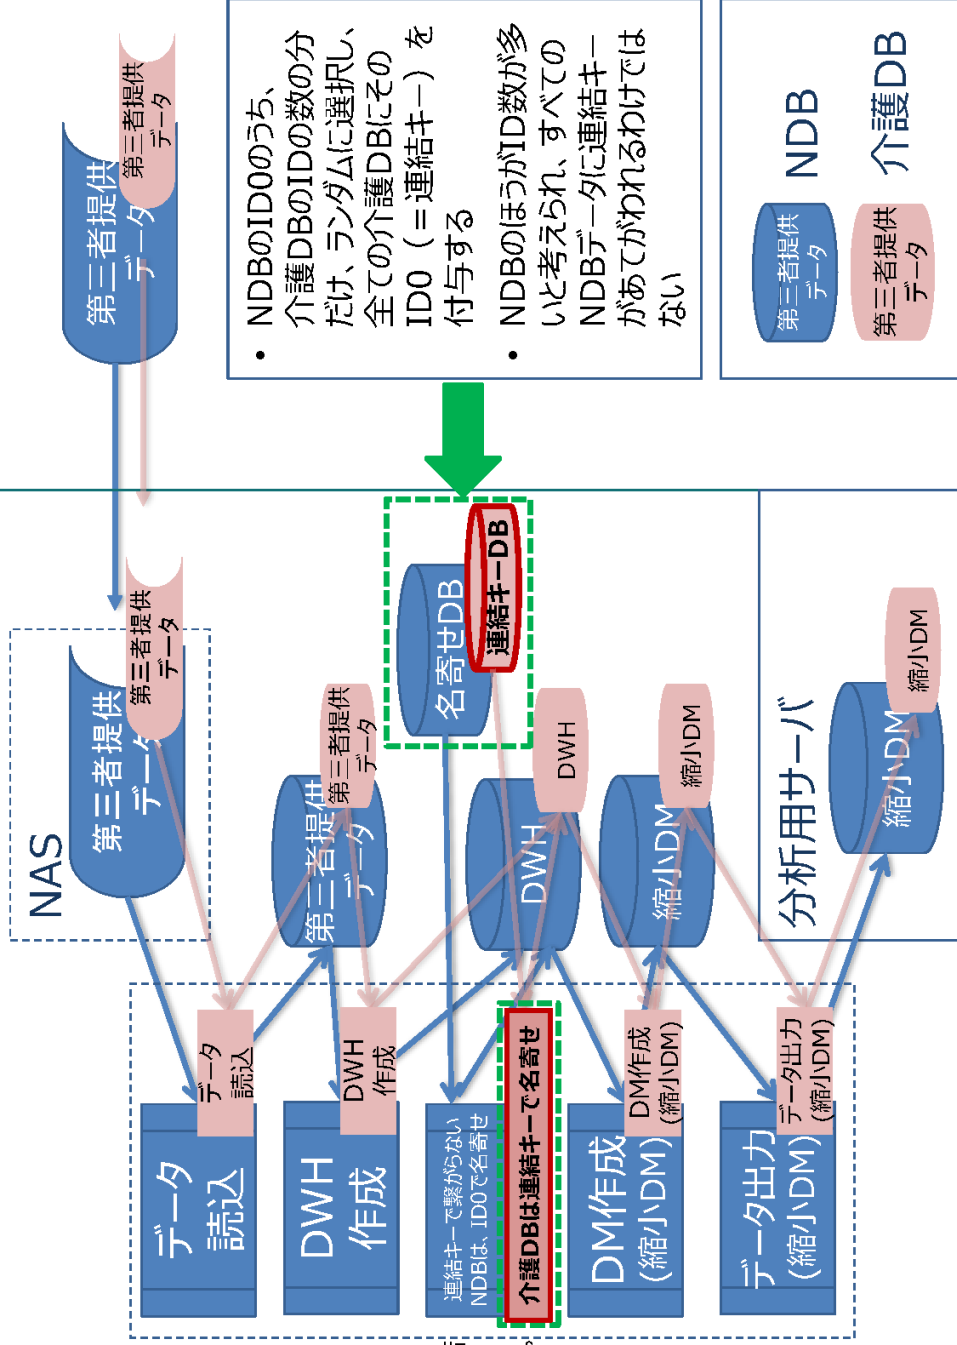 第三者提供
データ
第三者提供
データ
NAS
第三者提供
データ
第三者提供
データ
データ
読込
データ
読込
第三者提供
データ
第三者提供
データ
DWH
作成
DWH
作成
名寄せDB
連結キーDB
連結キーで繋がらない
NDBは、ID0で名寄せ
介護DBは連結キーで名寄せ
DWH
DWH
DM作成
(縮小DM)
DM作成
(縮小DM)
縮小DM
縮小DM
データ出力
(縮小DM)
データ出力
(縮小DM)
分析用サーバ
縮小DM
縮小DM
• NDBのID0のうち、
介護DBのIDの数の分
だけ、ランダムに選択し、
全ての介護DBにその
ID0(=連結キー)を
付与する
• NDBのほうがID数が多
いと考えられ、すべての
NDBデータに連結キー
があてがわれるわけでは
ない
第三者提供
データ
NDB
第三者提供
データ
介護DB